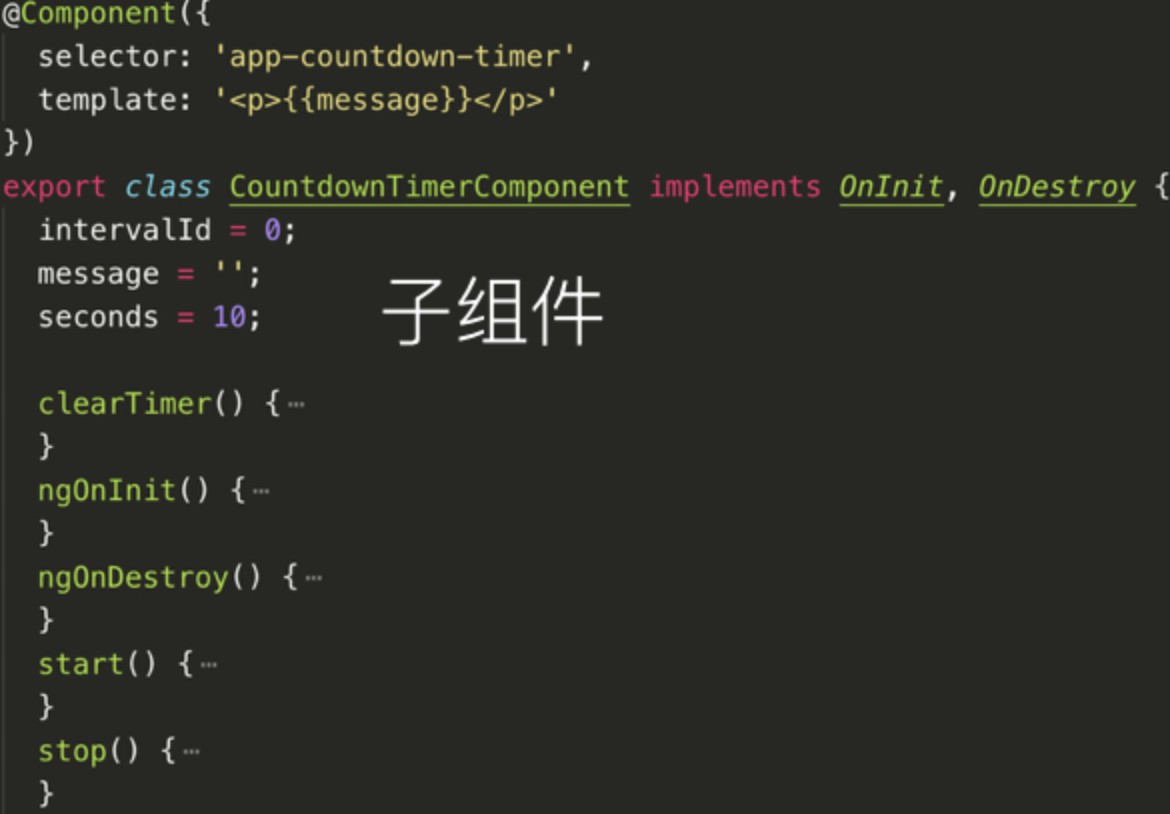 @Component({
  selector: 'app-countdown-timer',
  template: '<p>{{message}}</p>'
})
export class CountdownTimerComponent implements OnInit, OnDestroy {
  intervalId = 0;
  message = '';
  seconds = 10;
子组件
  clearTimer() {…
  }
  ngOnInit() {…
  }
  ngOnDestroy() {…
  }
  start() {…
  }
  stop() {…
  }